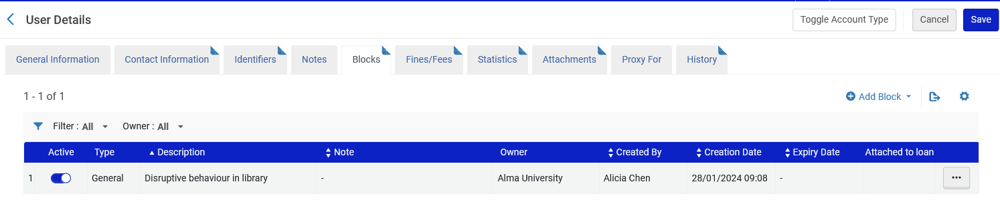 User Details Toggle Account Type Cancel Save
General Information Contact Information Identifiers Notes Blocks Fines/Fees Statistics Attachments Proxy For History
1 - 1 of 1 Add Block
Filter : All Owner : All
Active Type Description Note Owner Created By Creation Date Expiry Date Attached to loan
1 General Disruptive behaviour in library - Alma University Alicia Chen 28/01/2024 09:08 - ...